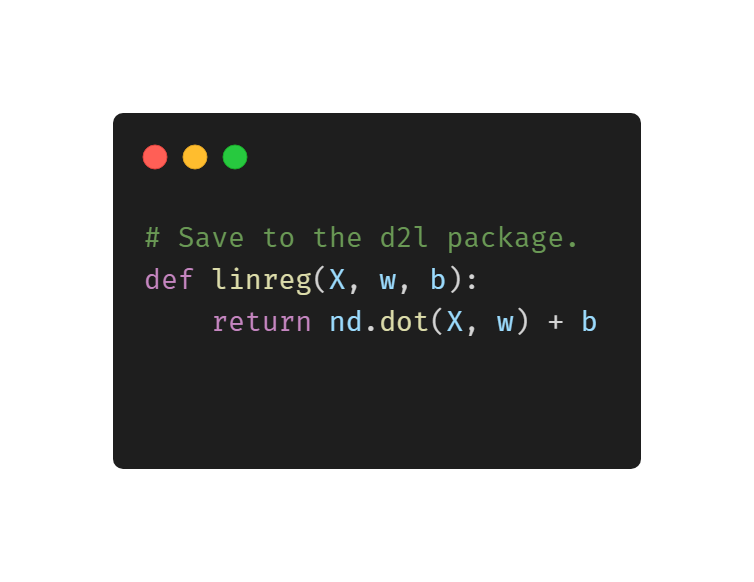 # Save to the d2l package.
def linreg(X, w, b):
    return nd.dot(X, w) + b